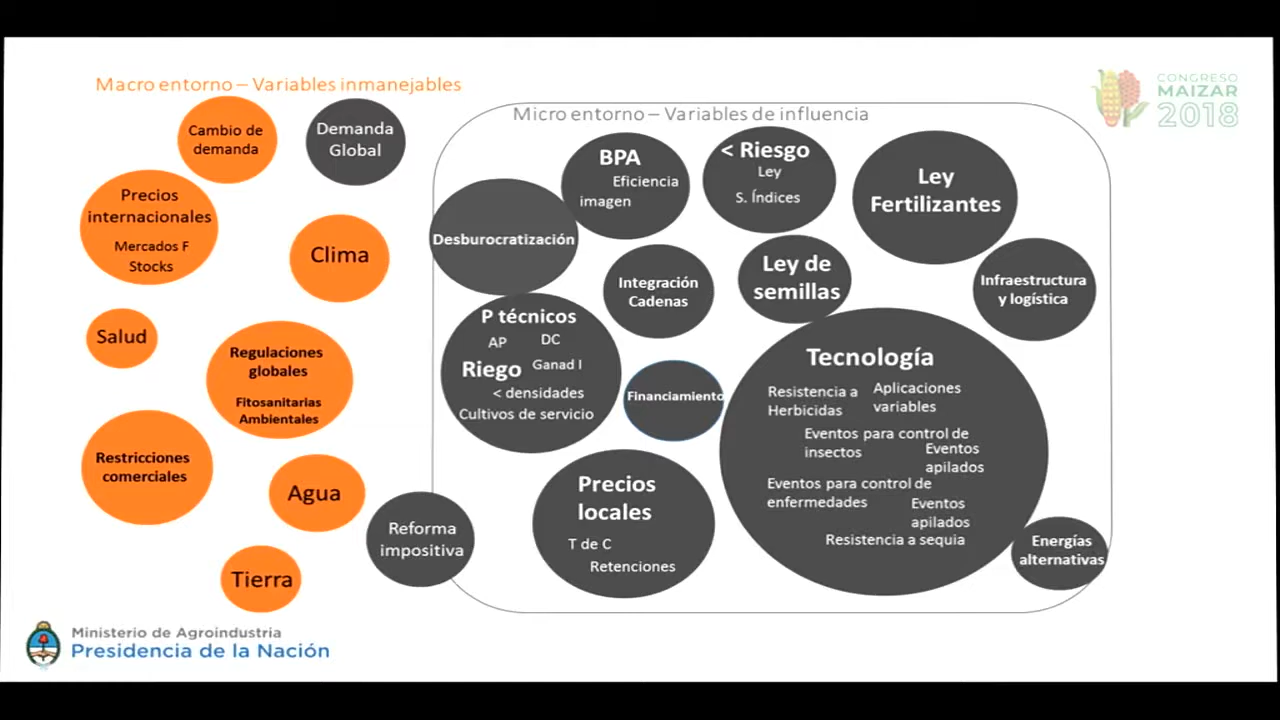 Macro entorno – Variables inmanejables
CONGRESO
MAIZAR
2018
Micro entorno – Variables de influencia
Cambio de
demanda
Demanda
Global
Precios
internacionales
Mercados F
Stocks
Clima
Salud
Regulaciones
globales
Fitosanitarias
Ambientales
Restricciones
comerciales
Agua
Tierra
Reforma
impositiva
BPA
Eficiencia
imagen
< Riesgo
Ley
S. Índices
Ley
Fertilizantes
Desburocratización
Integración
Cadenas
Ley de
semillas
Infraestructura
y logística
P técnicos
AP DC
Riego Ganad I
< densidades
Cultivos de servicio
Financiamiento
Tecnología
Resistencia a
Herbicidas
Aplicaciones
variables
Eventos para control de
insectos
Eventos
apilados
Eventos para control de
enfermedades
Eventos
apilados
Resistencia a sequia
Precios
locales
T de C
Retenciones
Energías
alternativas
Ministerio de Agroindustria
Presidencia de la Nación